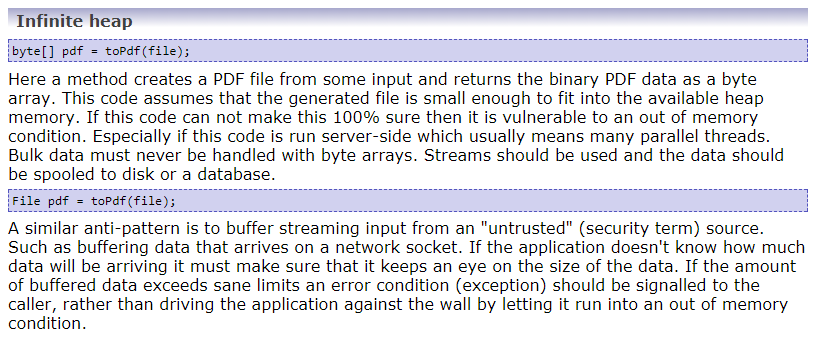 Infinite heap
byte[] pdf = toPdf(file);
Here a method creates a PDF file from some input and returns the binary PDF data as a byte
array. This code assumes that the generated file is small enough to fit into the available heap
memory. If this code can not make this 100% sure then it is vulnerable to an out of memory
condition. Especially if this code is run server-side which usually means many parallel threads.
Bulk data must never be handled with byte arrays. Streams should be used and the data should
be spooled to disk or a database.
File pdf = toPdf(file);
A similar anti-pattern is to buffer streaming input from an "untrusted" (security term) source.
Such as buffering data that arrives on a network socket. If the application doesn't know how much
data will be arriving it must make sure that it keeps an eye on the size of the data. If the amount
of buffered data exceeds sane limits an error condition (exception) should be signalled to the
caller, rather than driving the application against the wall by letting it run into an out of memory
condition.